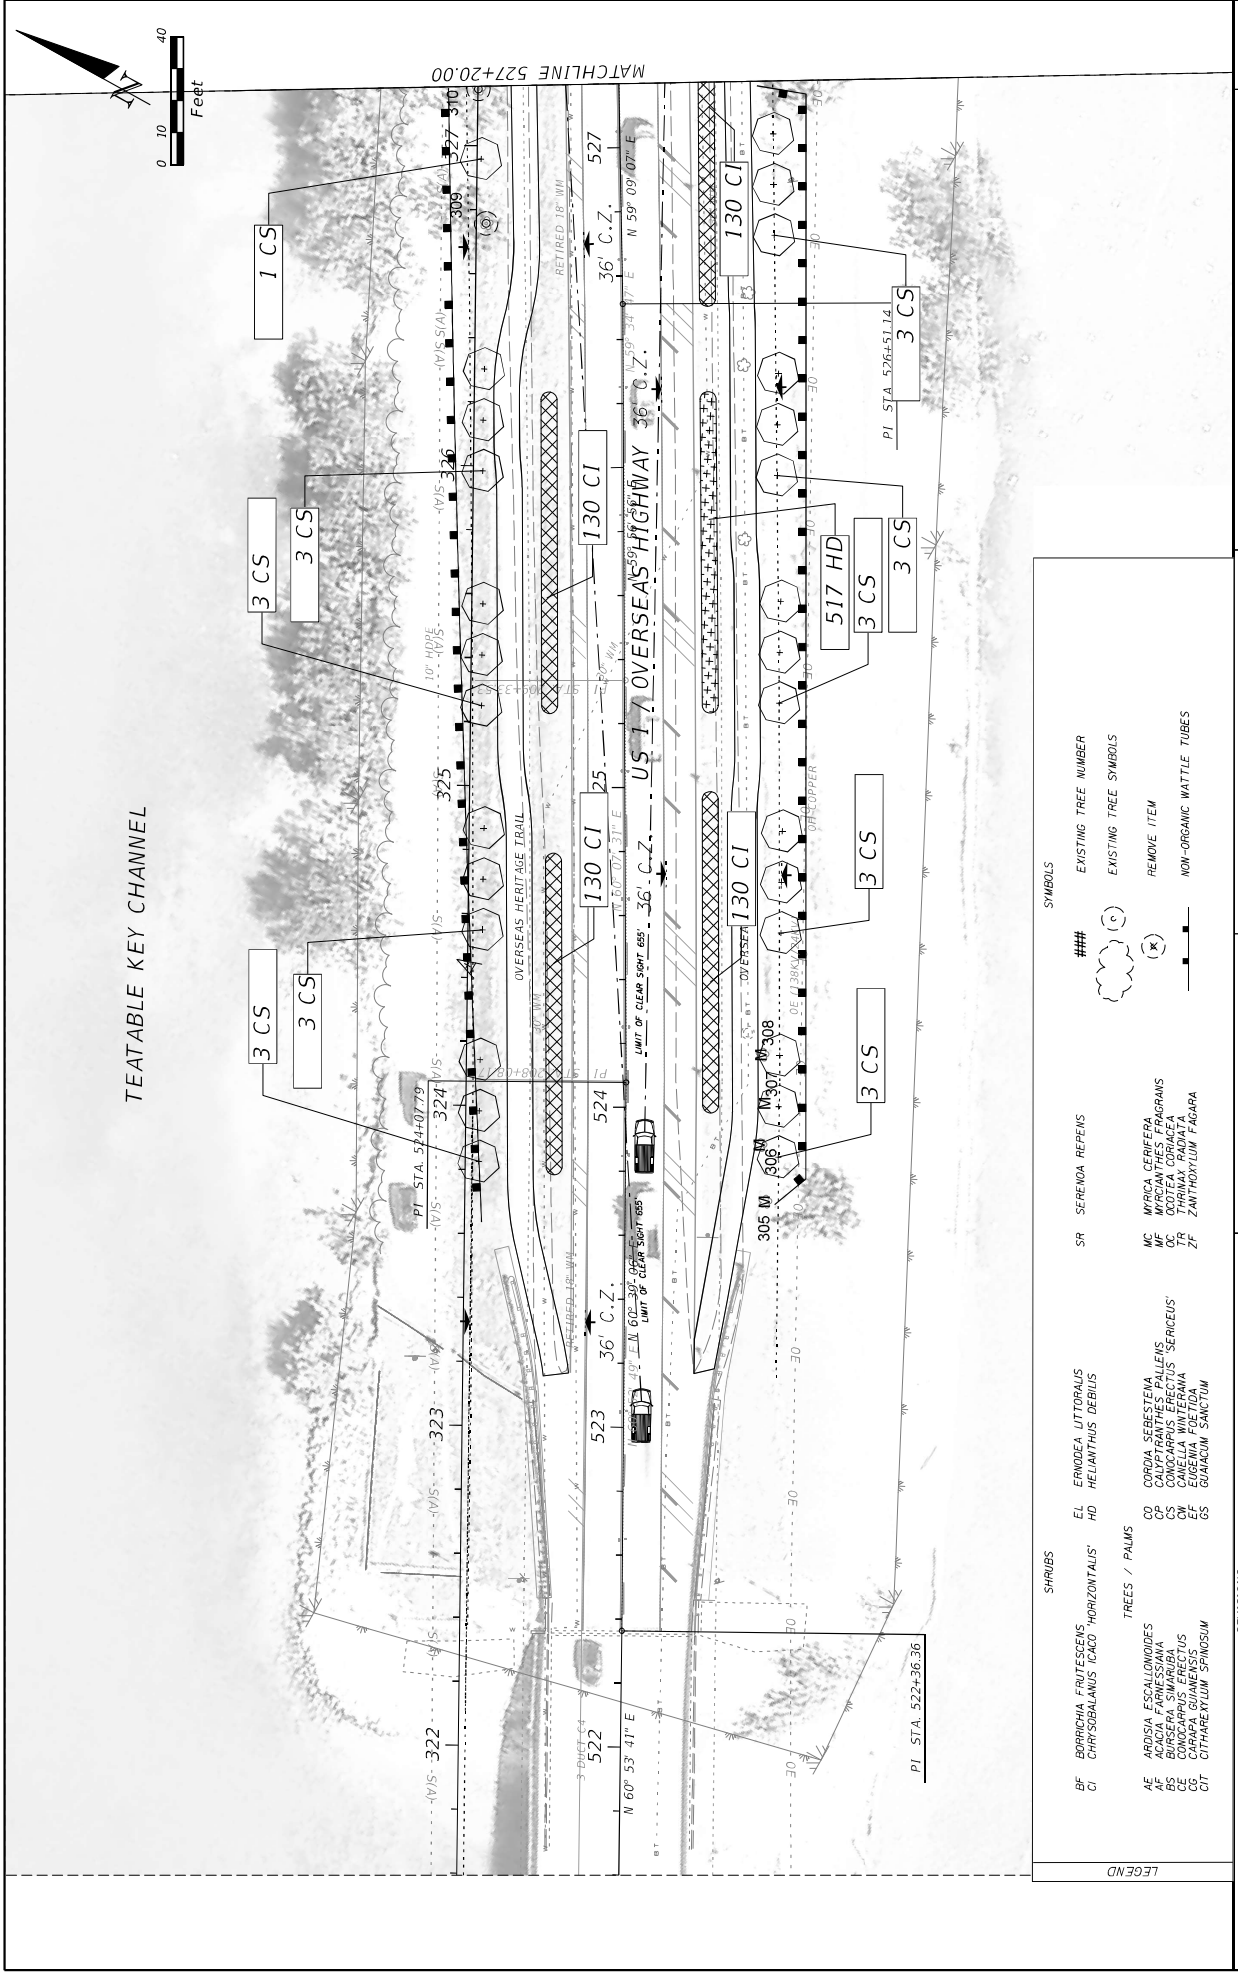 MATCHLINE 527+20.00
N
0 10 40
Feet
TEATABLE KEY CHANNEL
1 CS
3 CS
3 CS
3 CS
3 CS
310
327
309
326
325
324
323
322
S(A)
10" HDPE
PI STA. 524+07.79
OVERSEAS HERITAGE TRAIL
RETIRED 18" WM
RETIRED 18" WM
130 CI
130 CI
3-DUCT C4
527
25
524
523
522
36' C.Z.
36' C.Z.
36' C.Z.
36' C.Z.
N 59° 09' 07" E
N 60° 07' 31" E
N 60° 53' 41" E
US 1 / OVERSEAS HIGHWAY
LIMIT OF CLEAR SIGHT 655'
LIMIT OF CLEAR SIGHT 655'
130 CI
130 CI
517 HD
BT
OE
OH COPPER
308
307
306
305
M
M
M
M
3 CS
3 CS
3 CS
3 CS
3 CS
PI STA. 526+51.14
PI STA. 522+36.36
LEGEND
SHRUBS
BF BORRICHIA FRUTESCENS
CI CHRYSOBALANUS ICACO 'HORIZONTALIS'
EL ERNODEA LITTORALIS
HD HELIANTHUS DEBILIS
SR SERENOA REPENS
TREES / PALMS
AE ARDISIA ESCALLONIOIDES
AF ACACIA FARNESSIANA
BS BURSERA SIMARUBA
CE CONOCARPUS ERECTUS
CG CARAPA GUIANENSIS
CIT CITHAREXYLUM SPINOSUM
CO CORDIA SEBESTENA
CP CALYPTRANTHES PALLENS
CS CONOCARPUS ERECTUS 'SERICEUS'
CW CANELLA WINTERANA
EF EUGENIA FOETIDA
GS GUAIACUM SANCTUM
MC MYRICA CERIFERA
MF MYRCIANTHES FRAGRANS
OC OCOTEA CORIACEA
TR THRINAX RADIATA
ZF ZANTHOXYLUM FAGARA
SYMBOLS
### EXISTING TREE NUMBER
EXISTING TREE SYMBOLS
REMOVE ITEM
NON-ORGANIC WATTLE TUBES